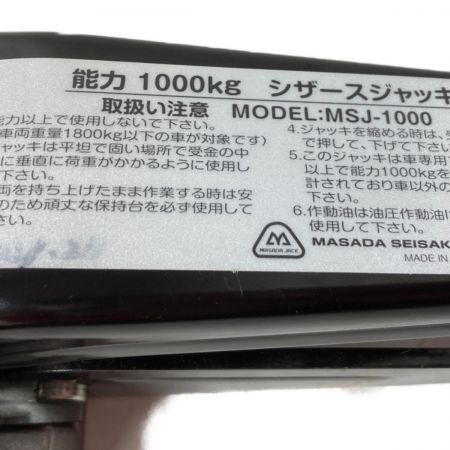 能力 1000kg シザースジャッキ
取扱い注意 MODEL:MSJ-1000
能力以上で使用しないで下さい。
車両重量1800kg以下の車が対象です)
ャッキは平坦で固い場所で受金の中
に垂直に荷重がかかるように使用し
下さい。
両を持ち上げたまま作業する時は安
のため頑丈な保持台を必ず使用して
さい。
4.ジャッキを縮める時は、
で押して、下げて下さい
5.このジャッキは車専用
以上で能力1000kgを
計されており車以外の
下さい。
6.作動油は油圧作動油
使用して下さい。
MASADA JACK
MASADA SEISAK
MADE IN